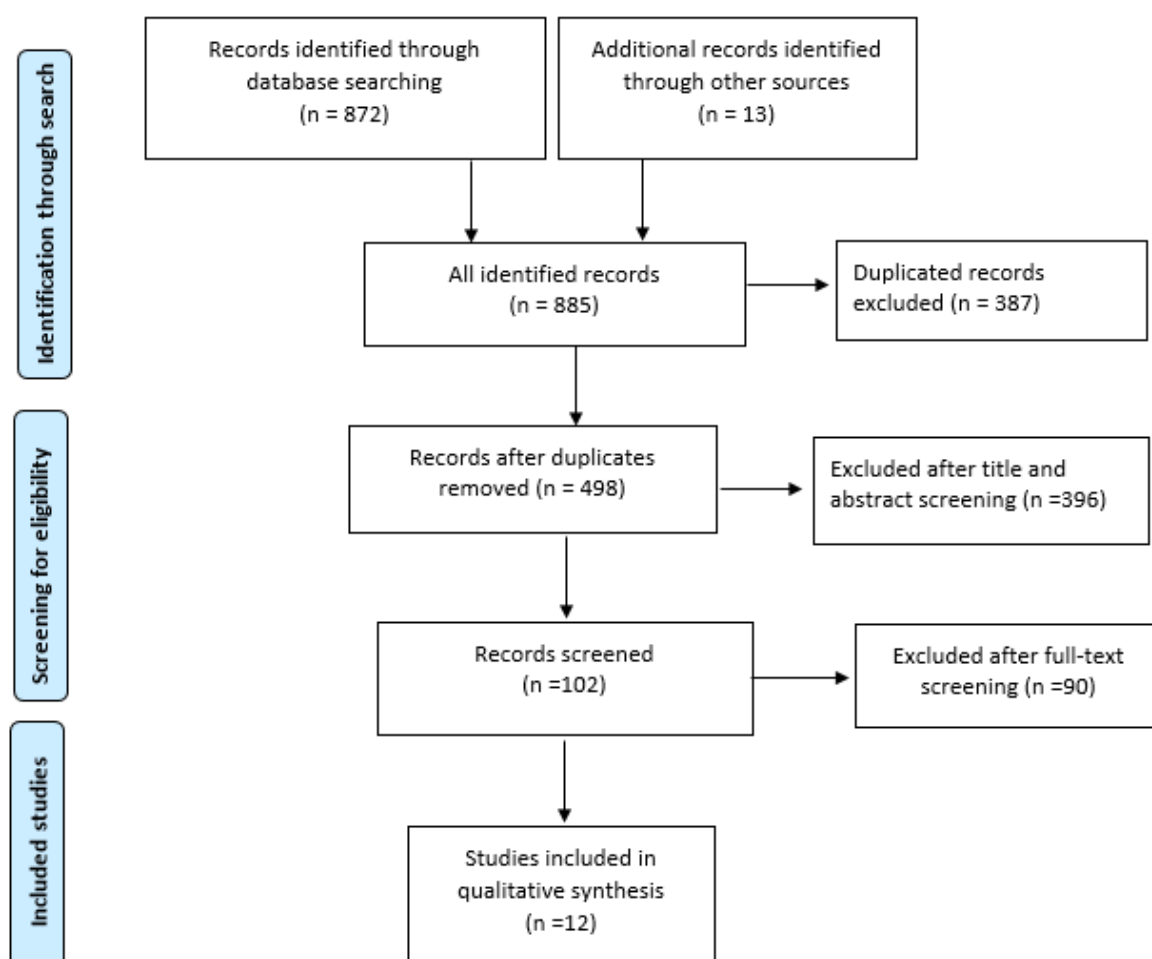 Records identified through
database searching
(n = 872)
Additional records identified
through other sources
(n = 13)
Identification through search
All identified records
(n = 885)
Duplicated records
excluded (n = 387)
Screening for eligibility
Records after duplicates
removed (n = 498)
Excluded after title and
abstract screening (n =396)
Records screened
(n =102)
Excluded after full-text
screening (n =90)
Included studies
Studies included in
qualitative synthesis
(n =12)